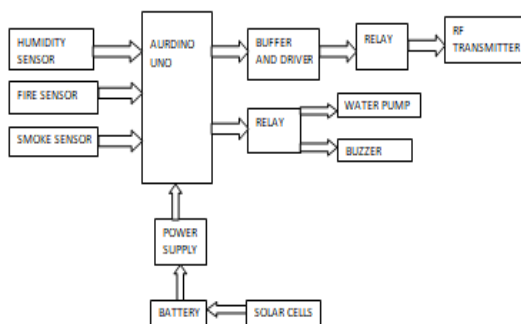 HUMIDITY
SENSOR
FIRE SENSOR
SMOKE SENSOR
AURDINO
UNO
BUFFER
AND DRIVER
RELAY
RF
TRANSMITTER
RELAY
WATER PUMP
BUZZER
POWER
SUPPLY
BATTERY
SOLAR CELLS